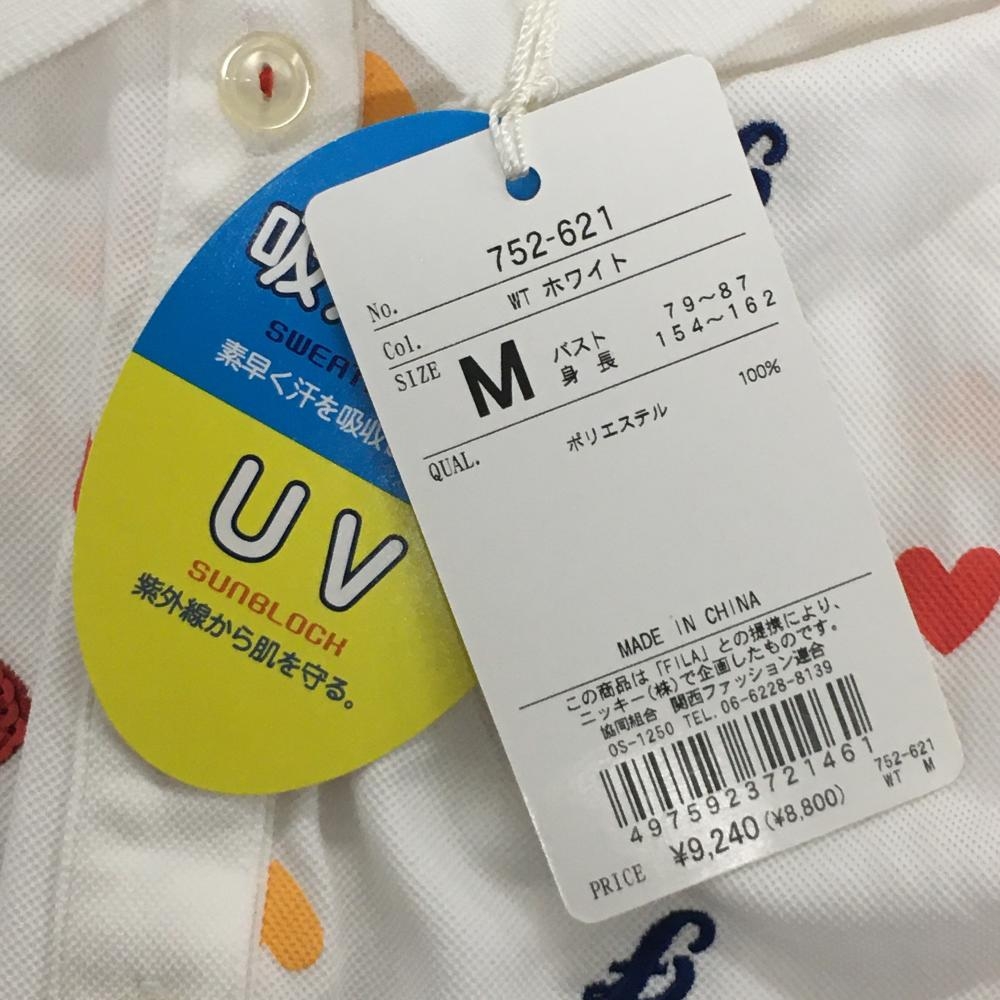 吸
SWEAT
素早く汗を吸収
UV
SUNBLOCK
紫外線から肌を守る。
No. 752-621
Col. WT ホワイト
SIZE M バスト 79～87
身長 154～162
QUAL. ポリエステル 100%
MADE IN CHINA
この商品は「FILA」との提携により、
ニッキー(株)で企画したものです。
協同組合 関西ファッション連合
OS-1250 TEL. 06-6228-8139
4975923721461
752-621
WT M
PRICE ¥9,240(¥8,800)